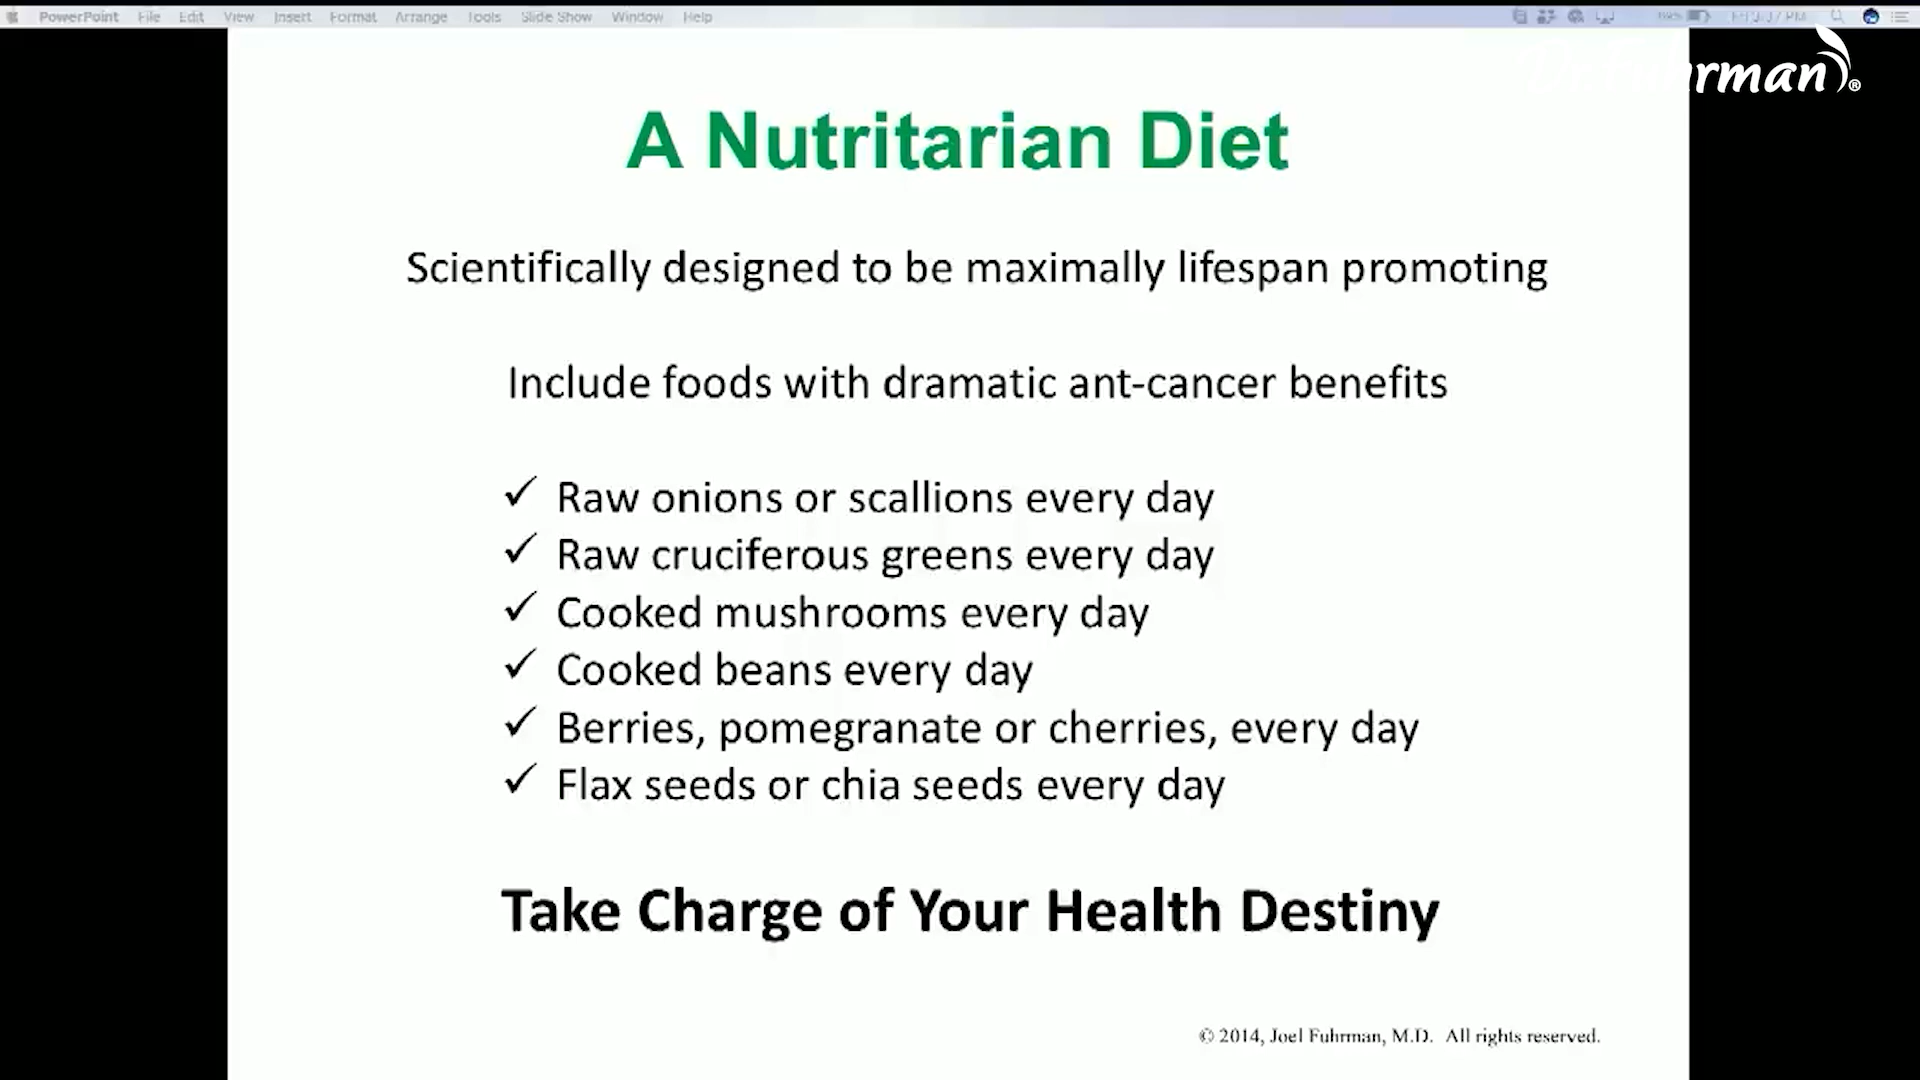 PowerPoint File Edit View Insert Format Arrange Tools Slide Show Window Help
rman®
A Nutritarian Diet
Scientifically designed to be maximally lifespan promoting
Include foods with dramatic ant-cancer benefits
✓ Raw onions or scallions every day
✓ Raw cruciferous greens every day
✓ Cooked mushrooms every day
✓ Cooked beans every day
✓ Berries, pomegranate or cherries, every day
✓ Flax seeds or chia seeds every day
Take Charge of Your Health Destiny
© 2014, Joel Fuhrman, M.D. All rights reserved.